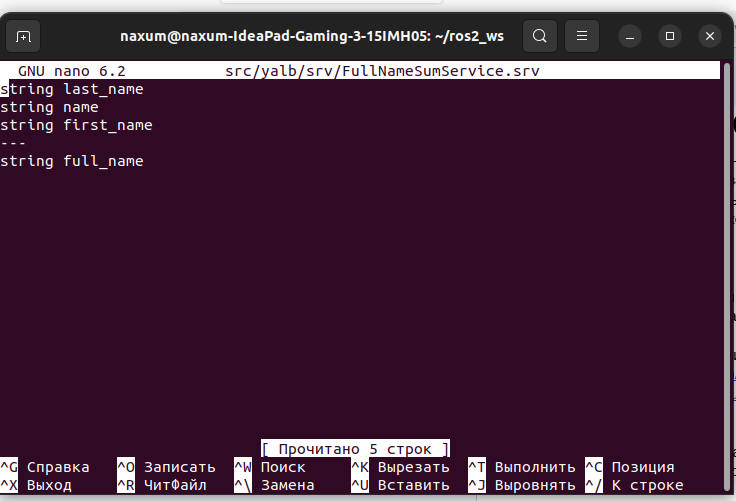 naxum@naxum-IdeaPad-Gaming-3-15IMH05: ~/ros2_ws
GNU nano 6.2 src/yalb/srv/FullNameSumService.srv
string last_name
string name
string first_name
---
string full_name
[ Прочитано 5 строк ]
^G Справка ^O Записать ^W Поиск ^K Вырезать ^T Выполнить ^C Позиция
^X Выход ^R ЧитФайл ^\ Замена ^U Вставить ^J Выровнять ^/ К строке